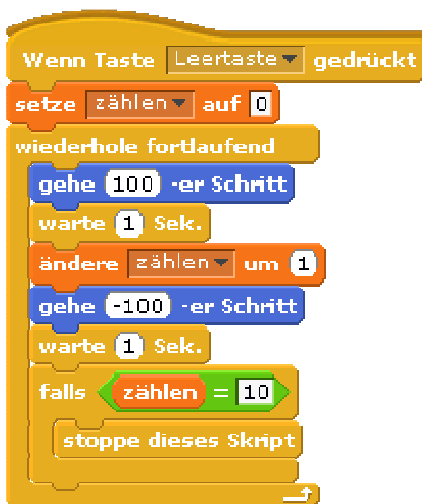 Wenn Taste Leertaste gedrückt
setze zählen auf 0
wiederhole fortlaufend
gehe 100 -er Schritt
warte 1 Sek.
ändere zählen um 1
gehe -100 -er Schritt
warte 1 Sek.
falls zählen = 10
stoppe dieses Skript